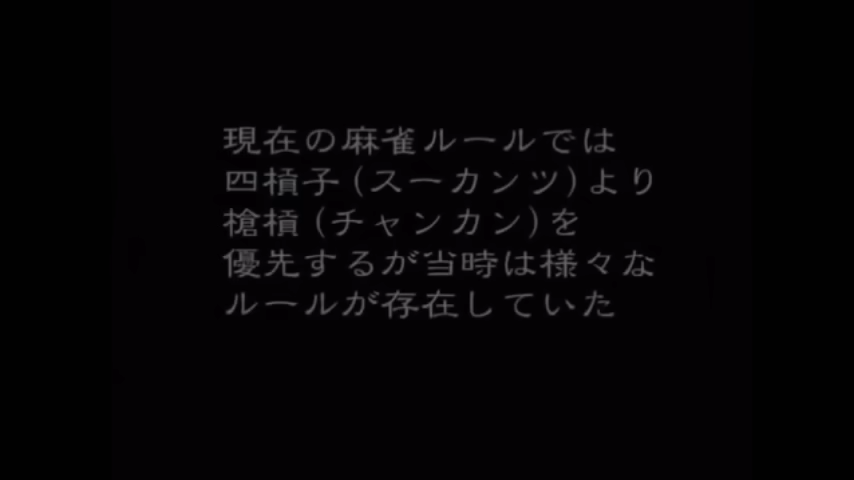 現在の麻雀ルールでは
四槓子(スーカンツ)より
槍槓(チャンカン)を
優先するが当時は様々な
ルールが存在していた